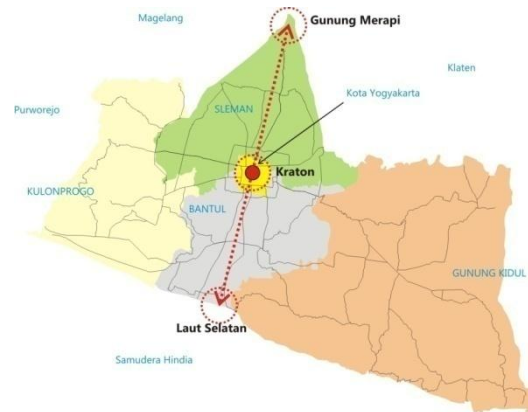 Magelang
Gunung Merapi
Klaten
Kota Yogyakarta
Purworejo
SLEMAN
Kraton
KULONPROGO
BANTUL
GUNUNG KIDUL
Laut Selatan
Samudera Hindia